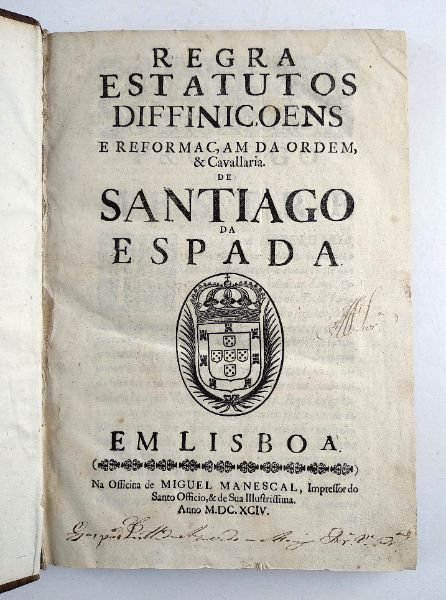 REGRA
ESTATUTOS
DIFFINIC,OENS
E REFORMAC,AM DA ORDEM,
& Cavallaria.
DE
SANTIAGO
DA
ESPADA
EM LISBOA.
Na Officina de MIGUEL MANESCAL, Impressor do
Santo Officio, & de Sua Illustrissima.
Anno M.DC.XCIV.